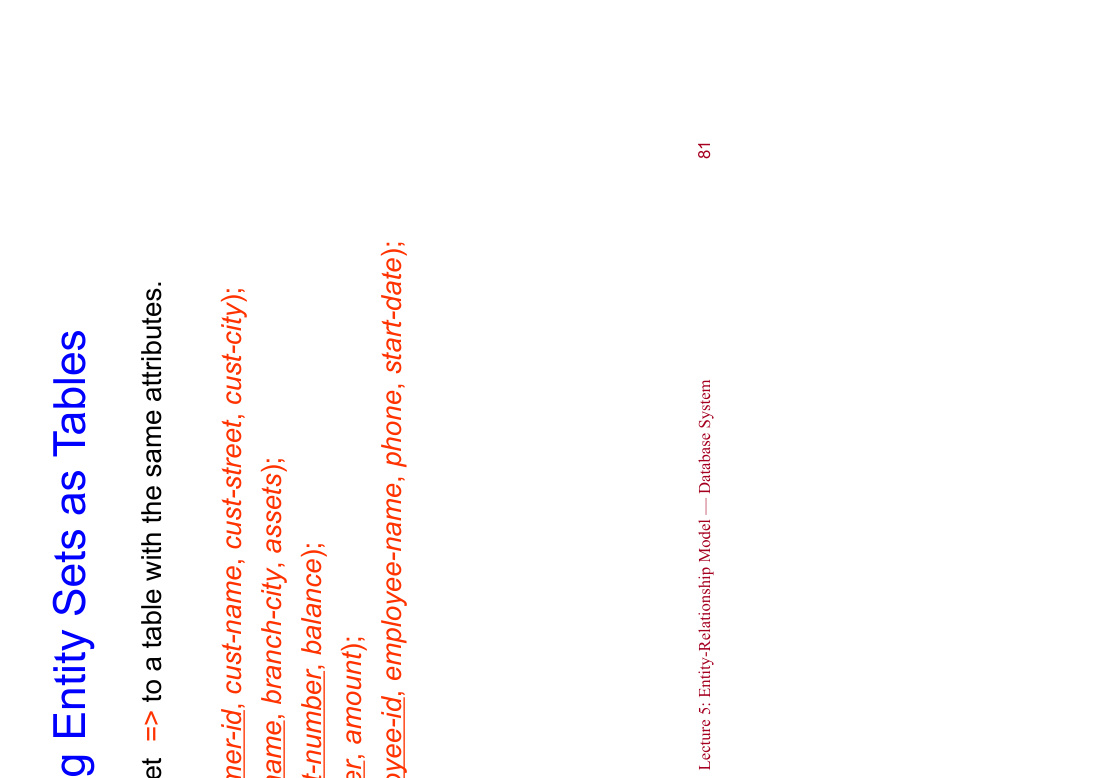 g Entity Sets as Tables
et => to a table with the same attributes.
mer-id, cust-name, cust-street, cust-city);
name, branch-city, assets);
t-number, balance);
er, amount);
oyee-id, employee-name, phone, start-date);
Lecture 5: Entity-Relationship Model — Database System 81